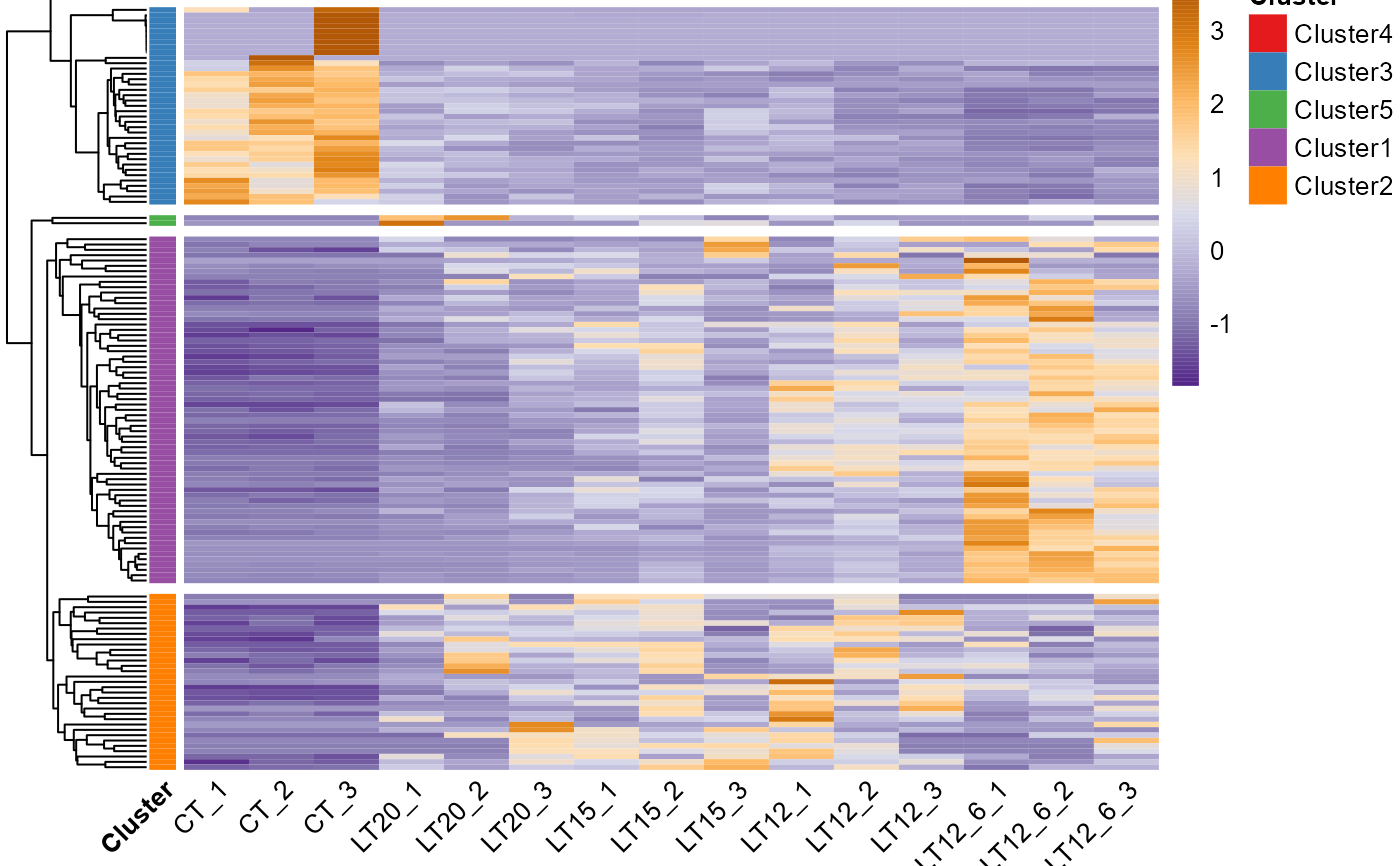 Cluster
3
2
1
0
-1
Cluster4
Cluster3
Cluster5
Cluster1
Cluster2
Cluster
CT_1
CT_2
CT_3
LT20_1
LT20_2
LT20_3
LT15_1
LT15_2
LT15_3
LT12_1
LT12_2
LT12_3
LT12_6_1
LT12_6_2
LT12_6_3